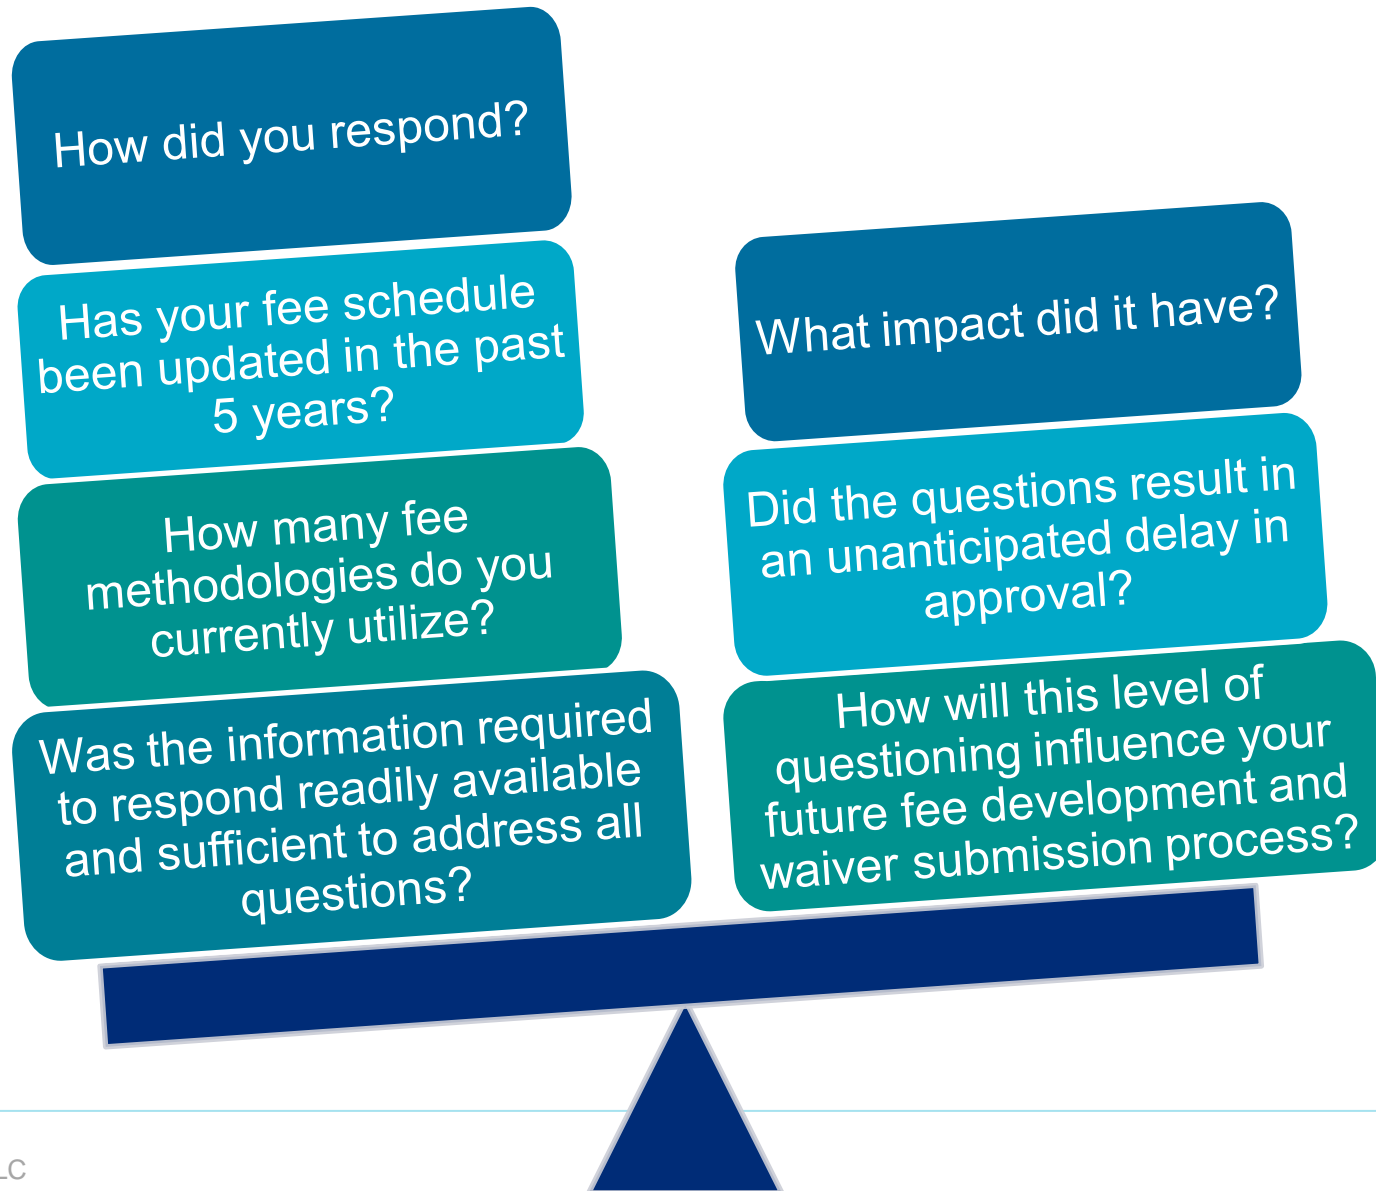 How did you respond?
Has your fee schedule
been updated in the past
5 years?
How many fee
methodologies do you
currently utilize?
Was the information required
to respond readily available
and sufficient to address all
questions?
What impact did it have?
Did the questions result in
an unanticipated delay in
approval?
How will this level of
questioning influence your
future fee development and
waiver submission process?
LC